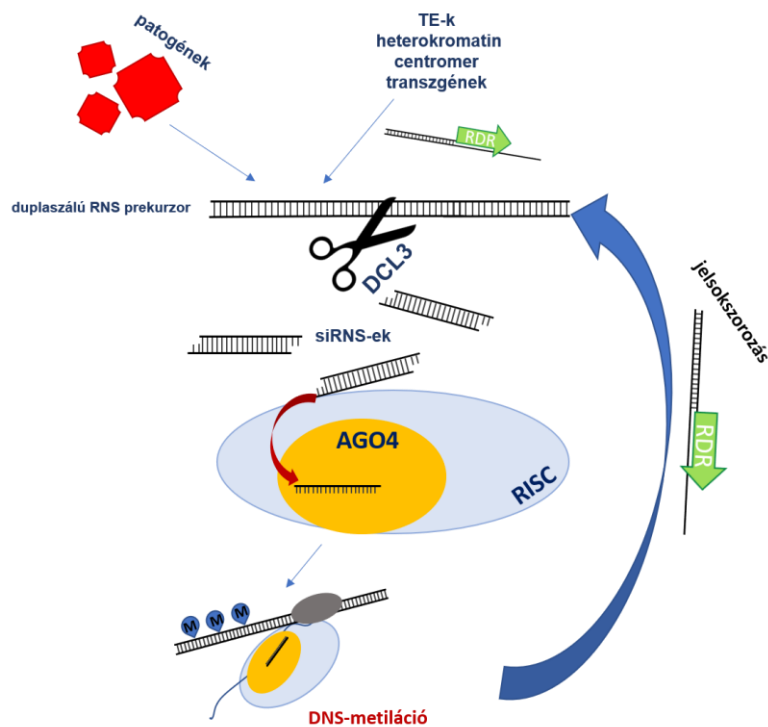 patogének
TE-k
heterokromatin
centromer
transzgének
RDR
duplaszálú RNS prekurzor
DCL3
jelsokszorozás
siRNS-ek
AGO4
RDR
RISC
M
M
M
DNS-metiláció